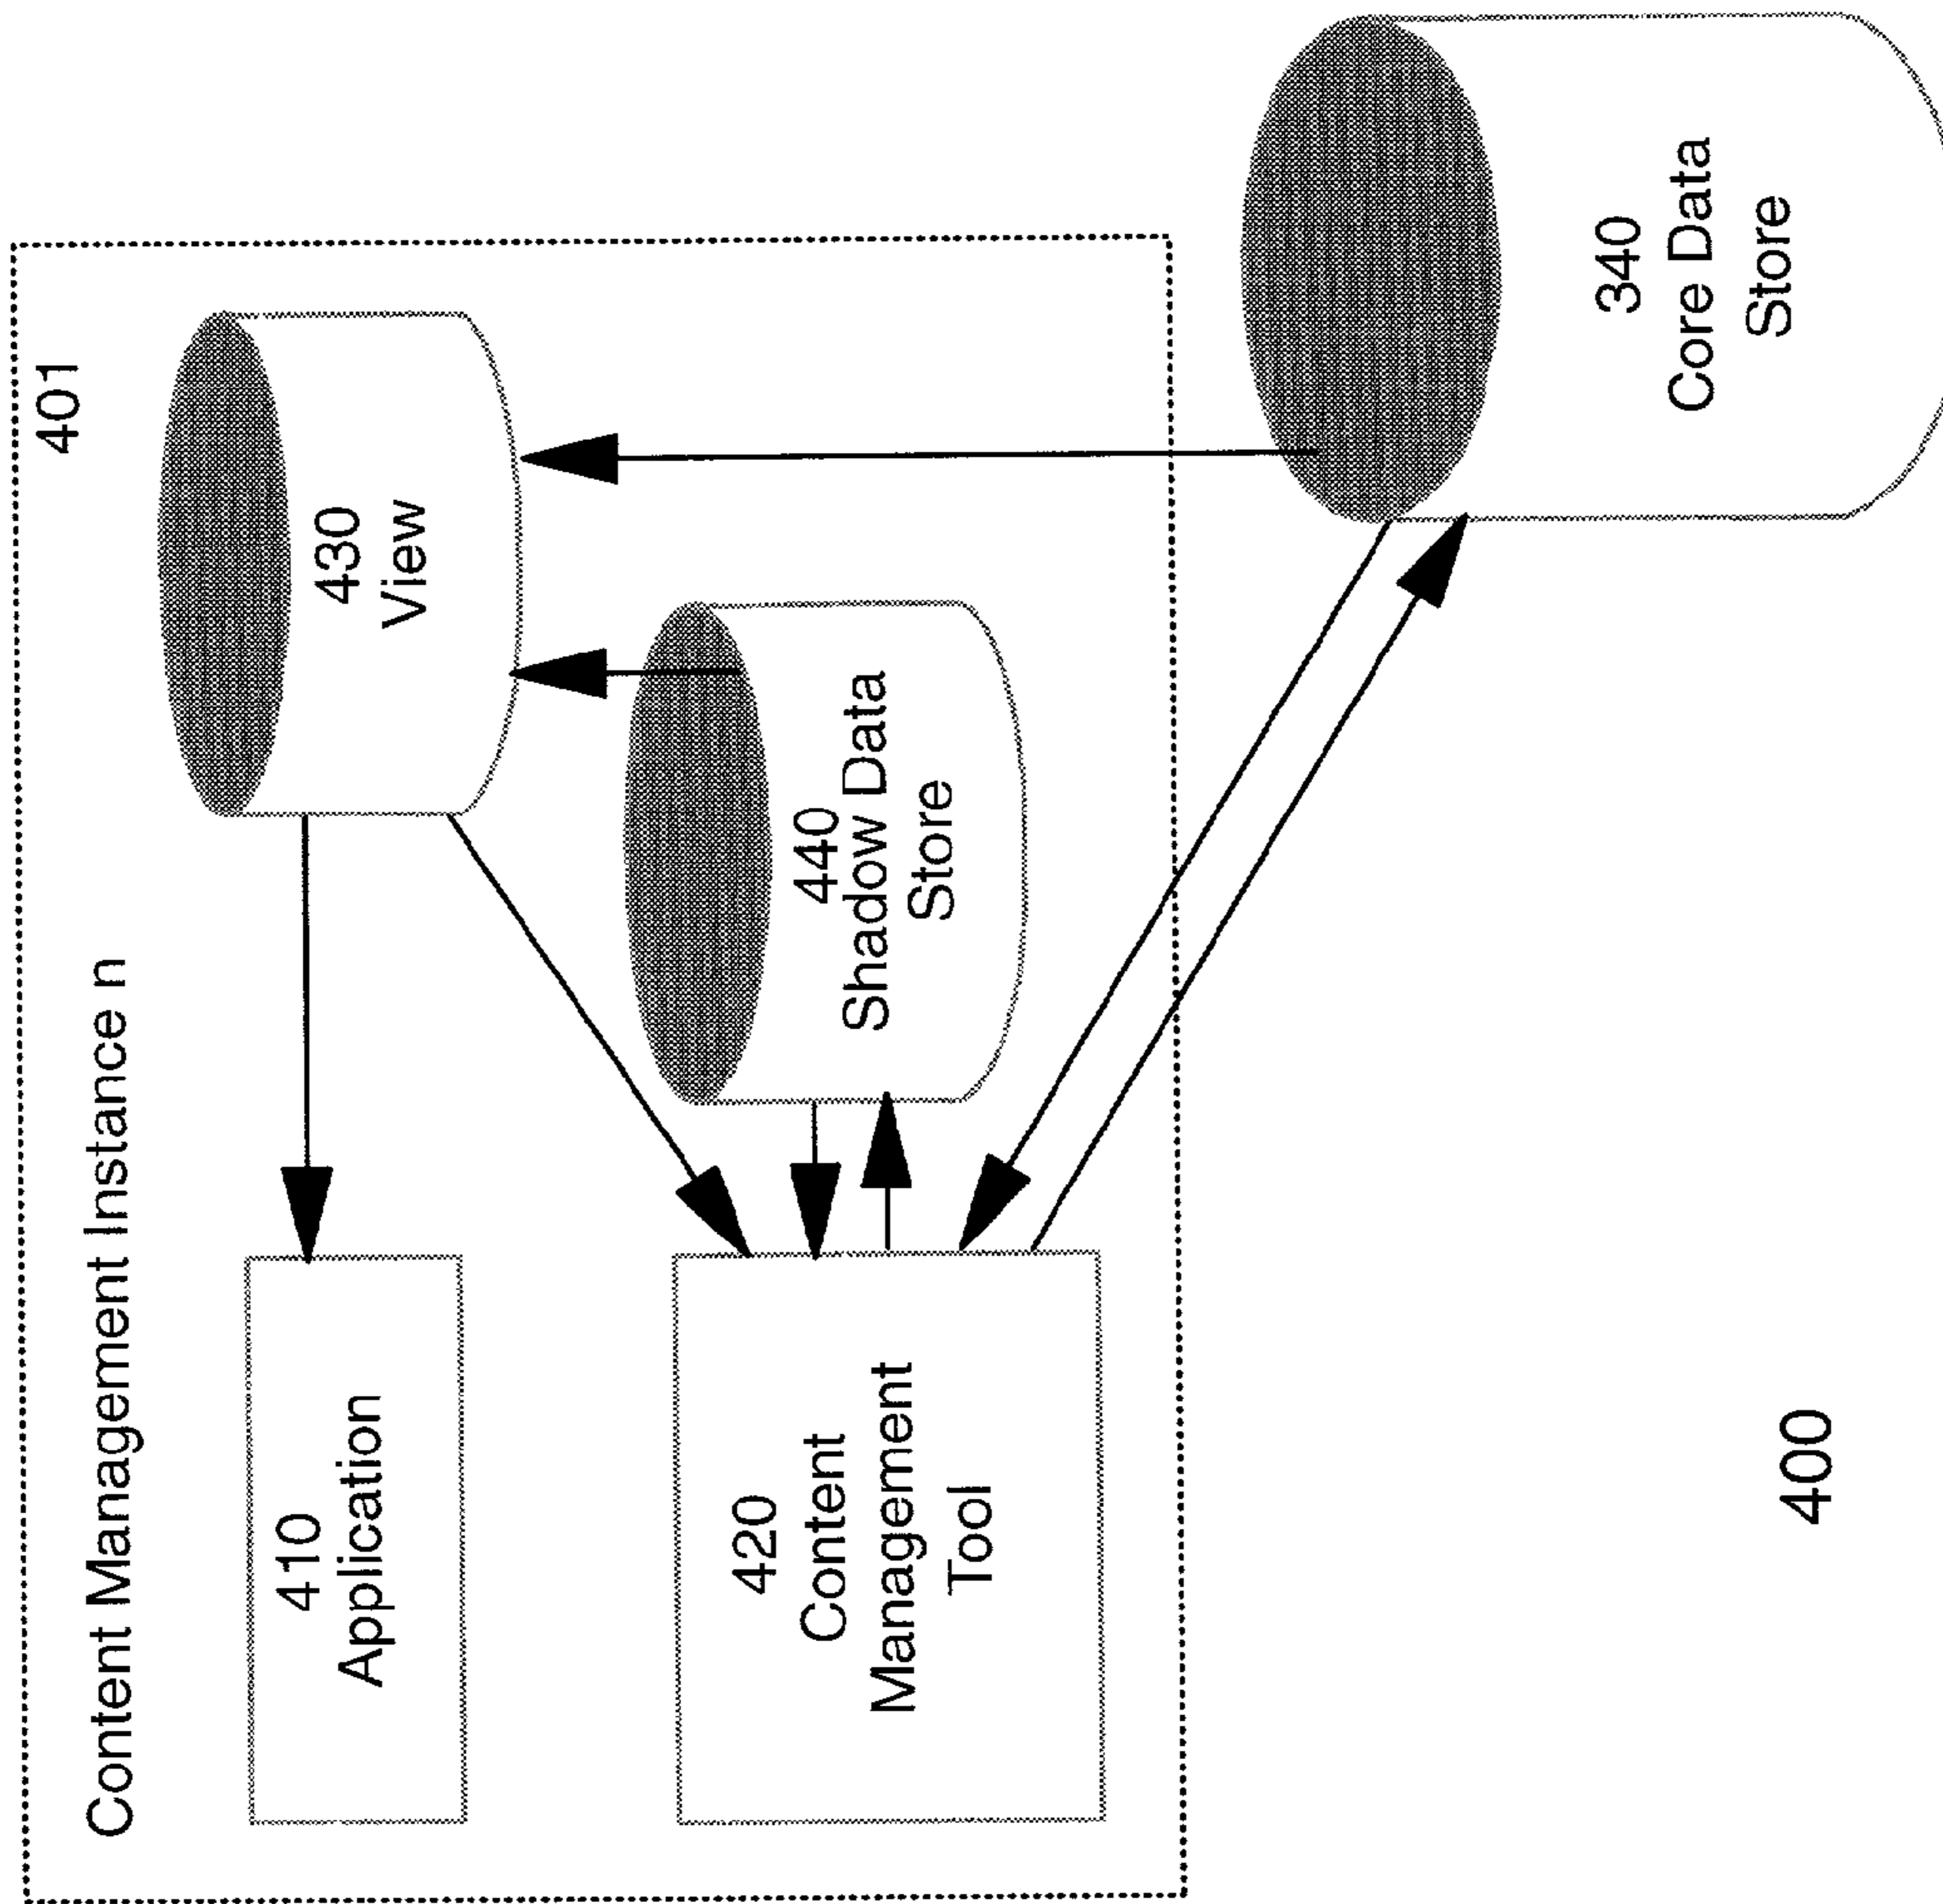 Content Management Instance n
401
410
Application
430
View
420
Content
Management
Tool
440
Shadow Data
Store
340
Core Data
Store
400